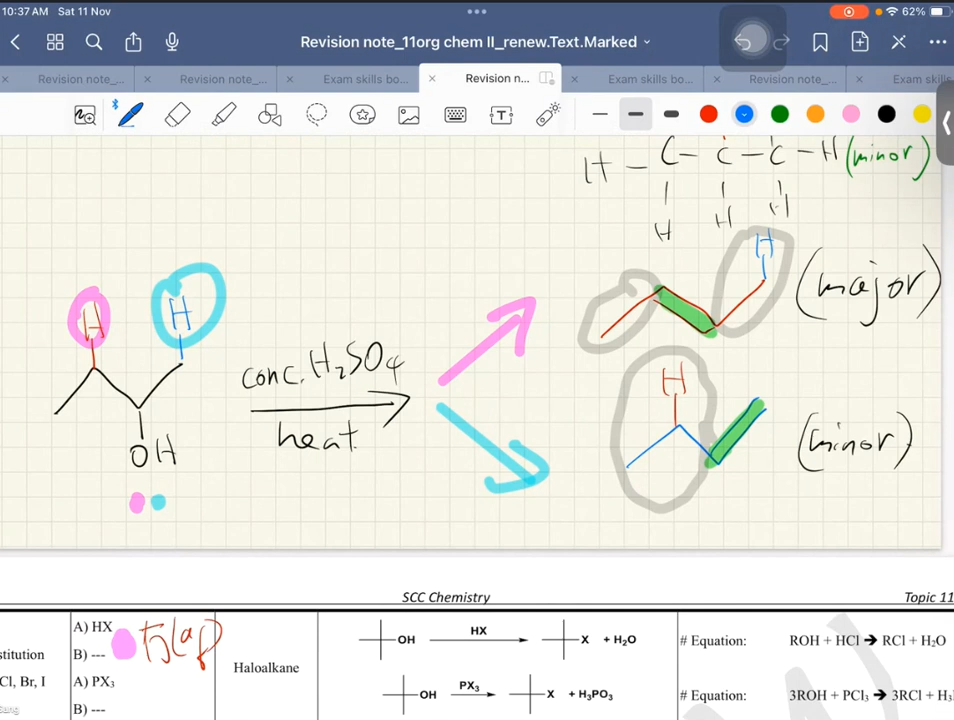 10:37 AM Sat 11 Nov
62%
Revision note_11org chem II_renew.Text.Marked
Revision note_...
Revision note_...
Exam skills bo...
Revision n...
Exam skills bo...
Revision note_...
Exam skills
H - C - C - C - H (minor)
H H H
H
(major)
H
H
conc. H₂SO₄
heat
OH
H
(minor)
SCC Chemistry
Topic 11
stitution
Cl, Br, I
A) HX
B) ---
A) PX₃
B) ---
Haloalkane
OH
HX
X + H₂O
OH
PX₃
X + H₃PO₃
# Equation: ROH + HCl ➔ RCl + H₂O
# Equation: 3ROH + PCl₃ ➔ 3RCl + H₃